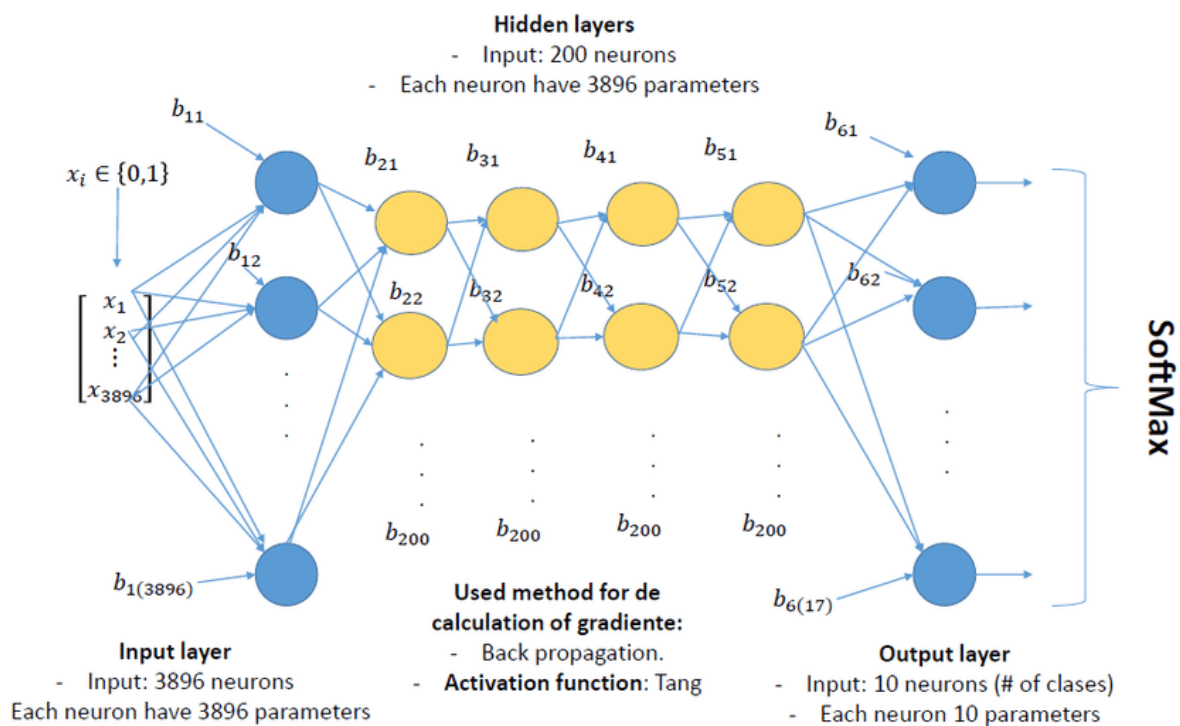 Hidden layers
- Input: 200 neurons
- Each neuron have 3896 parameters
b11
b21
b31
b41
b51
b61
xi ∈ {0,1}
b12
b22
b32
b42
b52
b62
x1
x2
⋯
x3896
SoftMax
b200
b200
b200
b200
b1(3896)
b6(17)
Used method for de
calculation of gradiente:
- Back propagation.
- Activation function: Tang
Input layer
- Input: 3896 neurons
Each neuron have 3896 parameters
Output layer
- Input: 10 neurons (# of clases)
- Each neuron 10 parameters